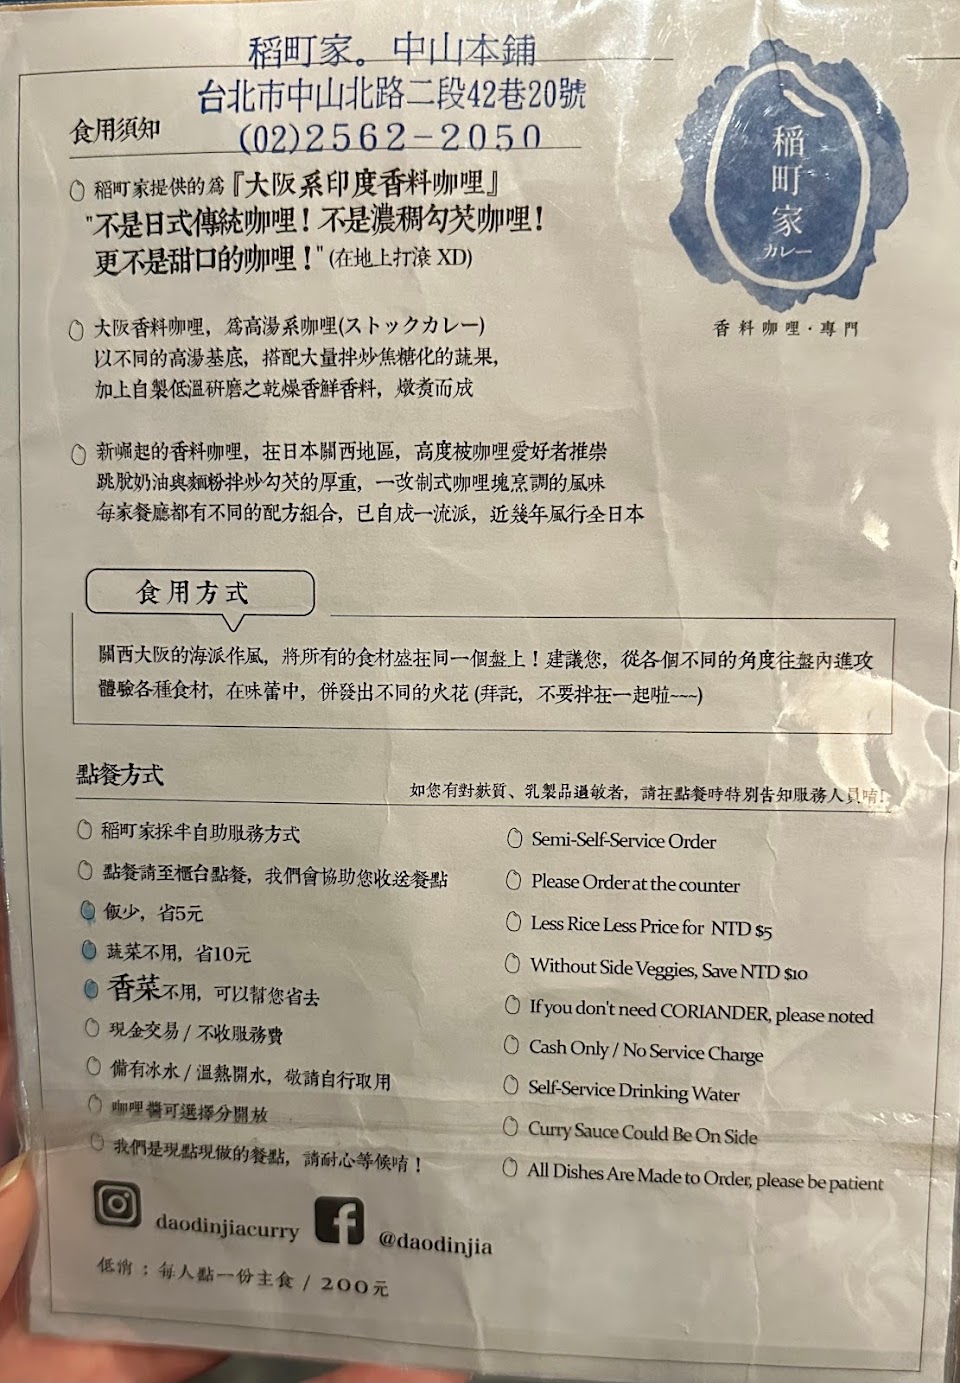 稻町家。中山本鋪
台北市中山北路二段42巷20號
(02)2562-2050
食用須知
稻町家カレー
香料咖哩·專門
稻町家提供的為『大阪系印度香料咖哩』
"不是日式傳統咖哩！不是濃稠勾芡咖哩！
更不是甜口的咖哩！" (在地上打滾 XD)
大阪香料咖哩，為高湯系咖哩(ストックカレー)
以不同的高湯基底，搭配大量拌炒焦糖化的蔬果，
加上自製低溫研磨之乾燥香鮮香料，燉煮而成
新崛起的香料咖哩，在日本關西地區，高度被咖哩愛好者推崇
跳脫奶油與麵粉拌炒勾芡的厚重，一改制式咖哩塊烹調的風味
每家餐廳都有不同的配方組合，已自成一流派，近幾年風行全日本
食用方式
關西大阪的海派作風，將所有的食材盛在同一個盤上！建議您，從各個不同的角度往盤內進攻
體驗各種食材，在味蕾中，併發出不同的火花 (拜託，不要拌在一起啦~~~)
點餐方式
如您有對麩質、乳製品過敏者，請在點餐時特別告知服務人員唷!
稻町家採半自助服務方式
點餐請至櫃台點餐，我們會協助您收送餐點
飯少，省5元
蔬菜不用，省10元
香菜不用，可以幫您省去
現金交易 / 不收服務費
備有冰水 / 溫熱開水，敬請自行取用
咖哩醬可選擇分開放
我們是現點現做的餐點，請耐心等候唷！
Semi-Self-Service Order
Please Order at the counter
Less Rice Less Price for NTD $5
Without Side Veggies, Save NTD $10
If you don't need CORIANDER, please noted
Cash Only / No Service Charge
Self-Service Drinking Water
Curry Sauce Could Be On Side
All Dishes Are Made to Order, please be patient
daodinjiacurry
@daodinjia
低消：每人點一份主食 / 200元